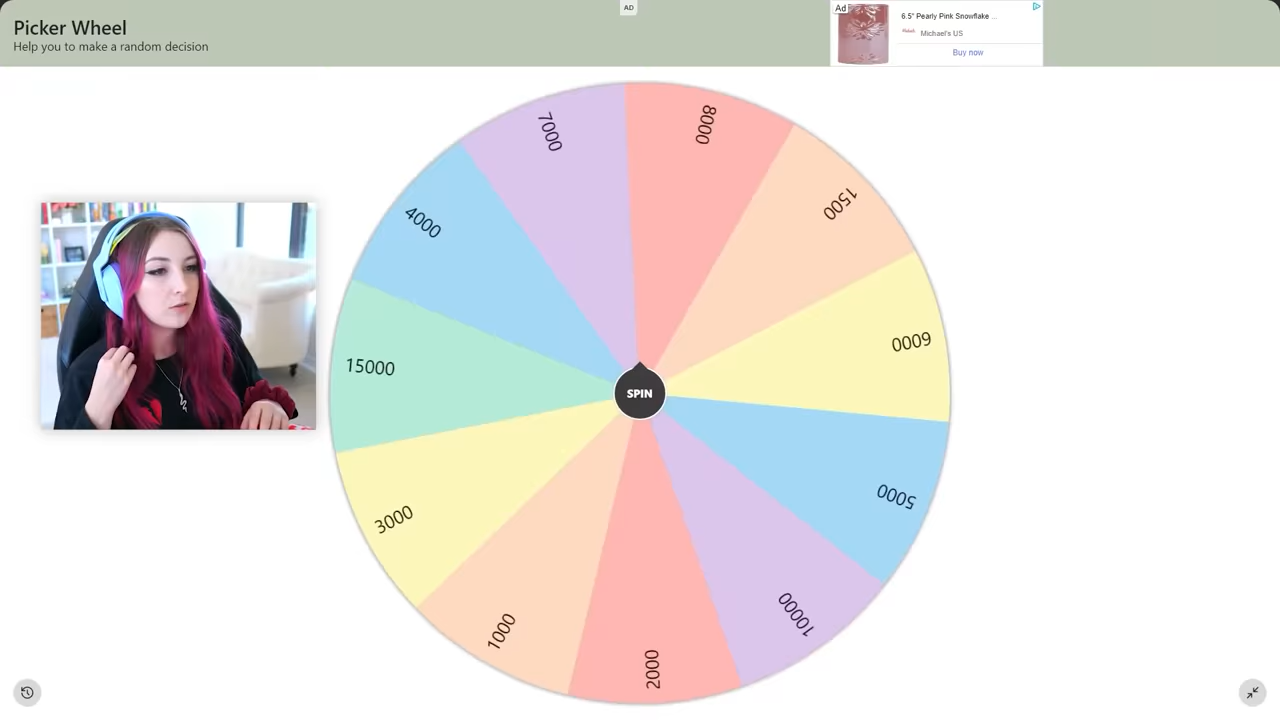 AD
Picker Wheel
Help you to make a random decision
Ad
6.5" Pearly Pink Snowflake ...
Michael's US
Buy now
7000
8000
4000
1500
15000
6000
SPIN
3000
5000
1000
10000
2000